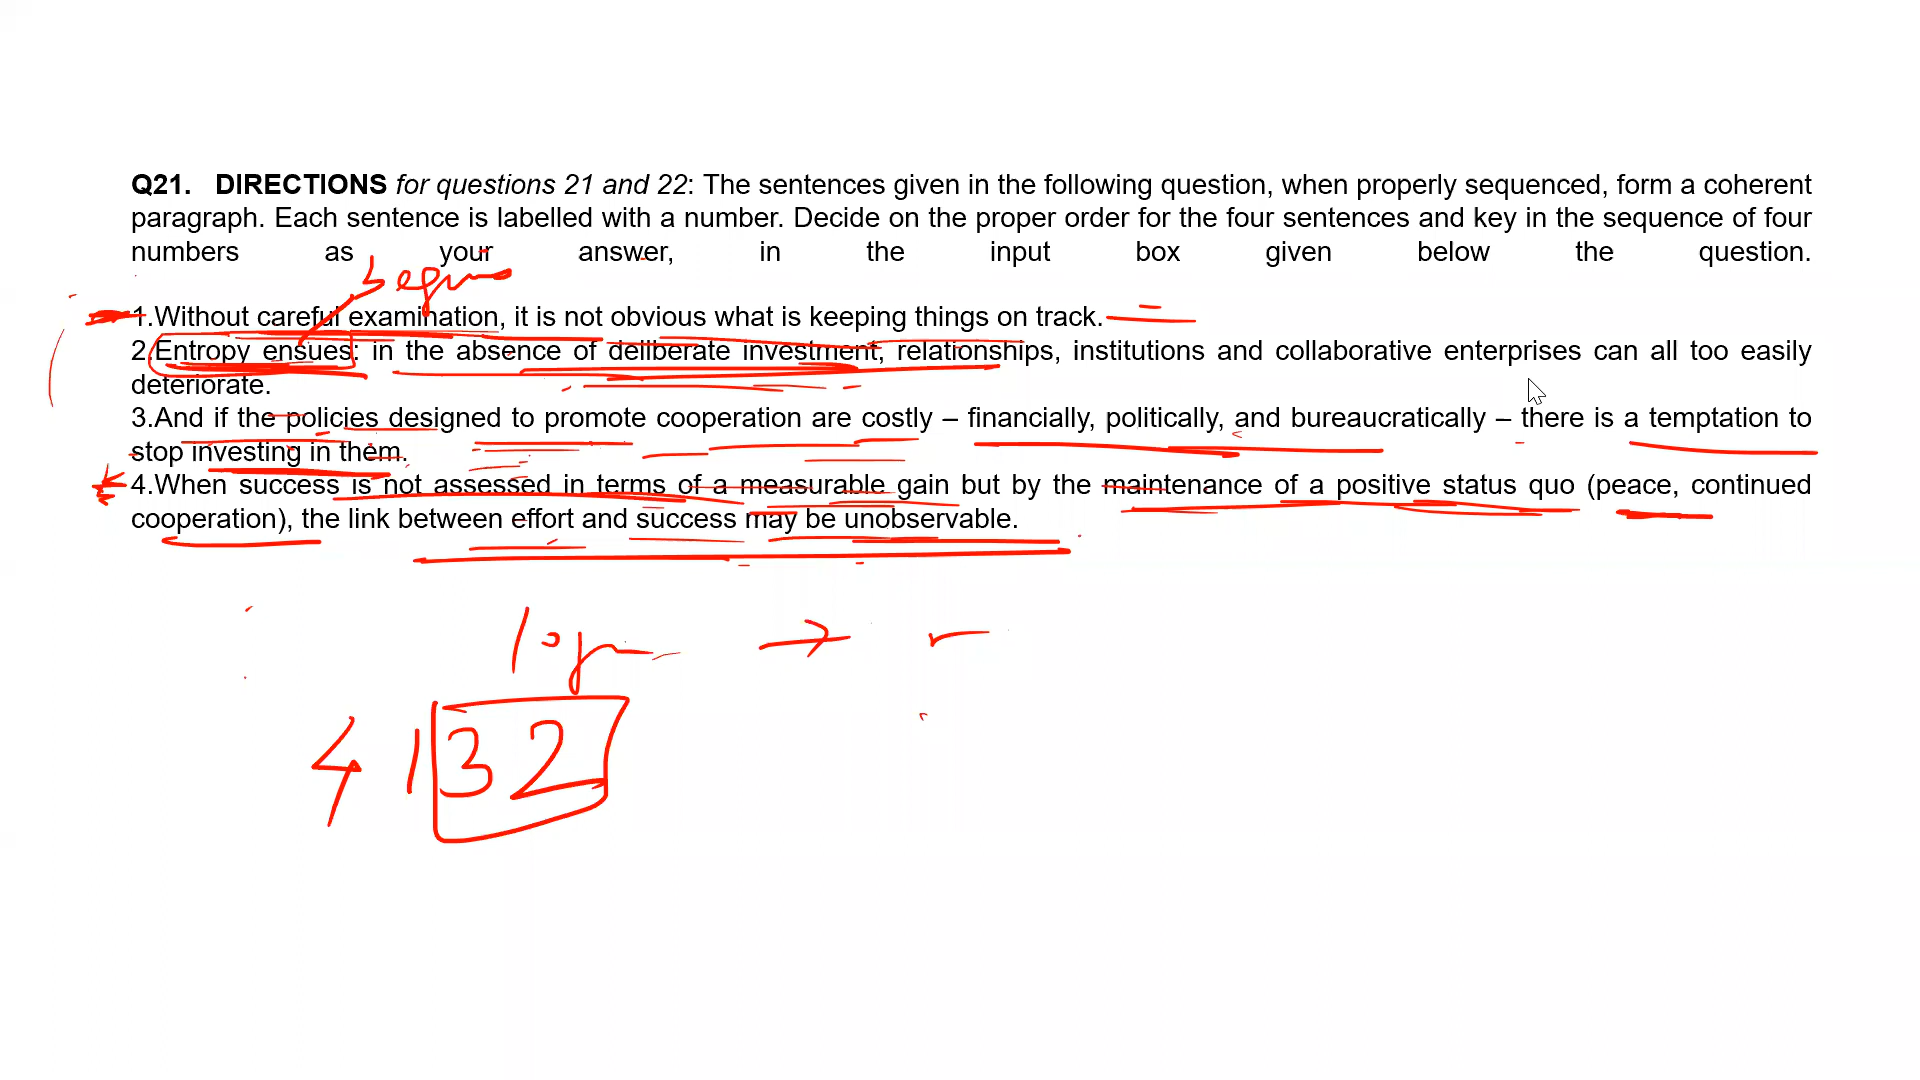 Q21. DIRECTIONS for questions 21 and 22: The sentences given in the following question, when properly sequenced, form a coherent
paragraph. Each sentence is labelled with a number. Decide on the proper order for the four sentences and key in the sequence of four
numbers as your answer, in the input box given below the question.
1.Without careful examination, it is not obvious what is keeping things on track.
2.Entropy ensues: in the absence of deliberate investment, relationships, institutions and collaborative enterprises can all too easily
deteriorate.
3.And if the policies designed to promote cooperation are costly – financially, politically, and bureaucratically – there is a temptation to
stop investing in them.
4.When success is not assessed in terms of a measurable gain but by the maintenance of a positive status quo (peace, continued
cooperation), the link between effort and success may be unobservable.
4 1 3 2